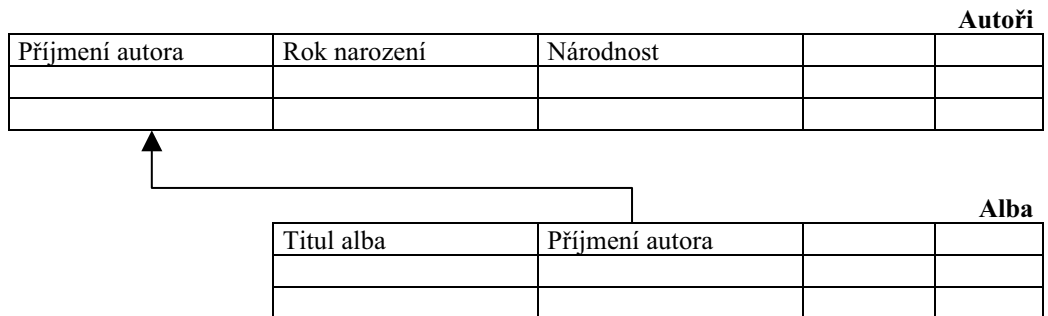 Autoři
Příjmení autora Rok narození Národnost
Alba
Titul alba Příjmení autora